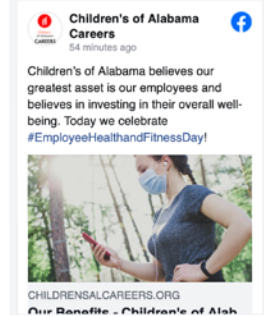 Children's of Alabama
Careers
54 minutes ago
CAREERS
Children's of Alabama believes our
greatest asset is our employees and
believes in investing in their overall well-
being. Today we celebrate
#EmployeeHealthandFitnessDay!
CHILDRENSALCAREERS.ORG
Our Benefits - Children's of Alab